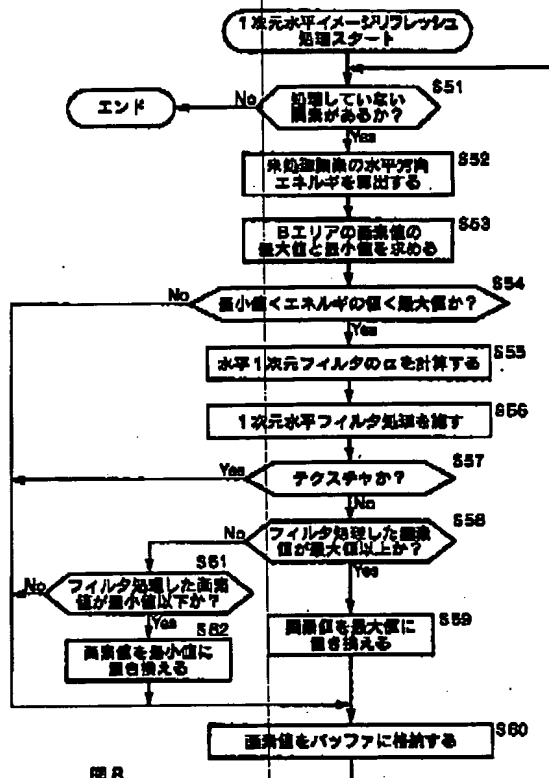 1次元水平イメージリフレッシュ
処理スタート
S51
処理していない
画素があるか?
No
エンド
Yes
未処理画素の水平方向
エネルギを算出する
S52
Bエリアの画素値の
最大値と最小値を求める
S53
S54
最小値<エネルギの値<最大値か?
No
Yes
水平1次元フィルタのαを計算する
S55
1次元水平フィルタ処理を施す
S56
S57
テクスチャか?
Yes
No
S58
フィルタ処理した画素
値が最大値以上か?
No
Yes
S61
フィルタ処理した画素
値が最小値以下か?
No
Yes
S59
画素値を最大値に
置き換える
S62
画素値を最小値に
置き換える
S60
画素値をバッファに格納する
図8